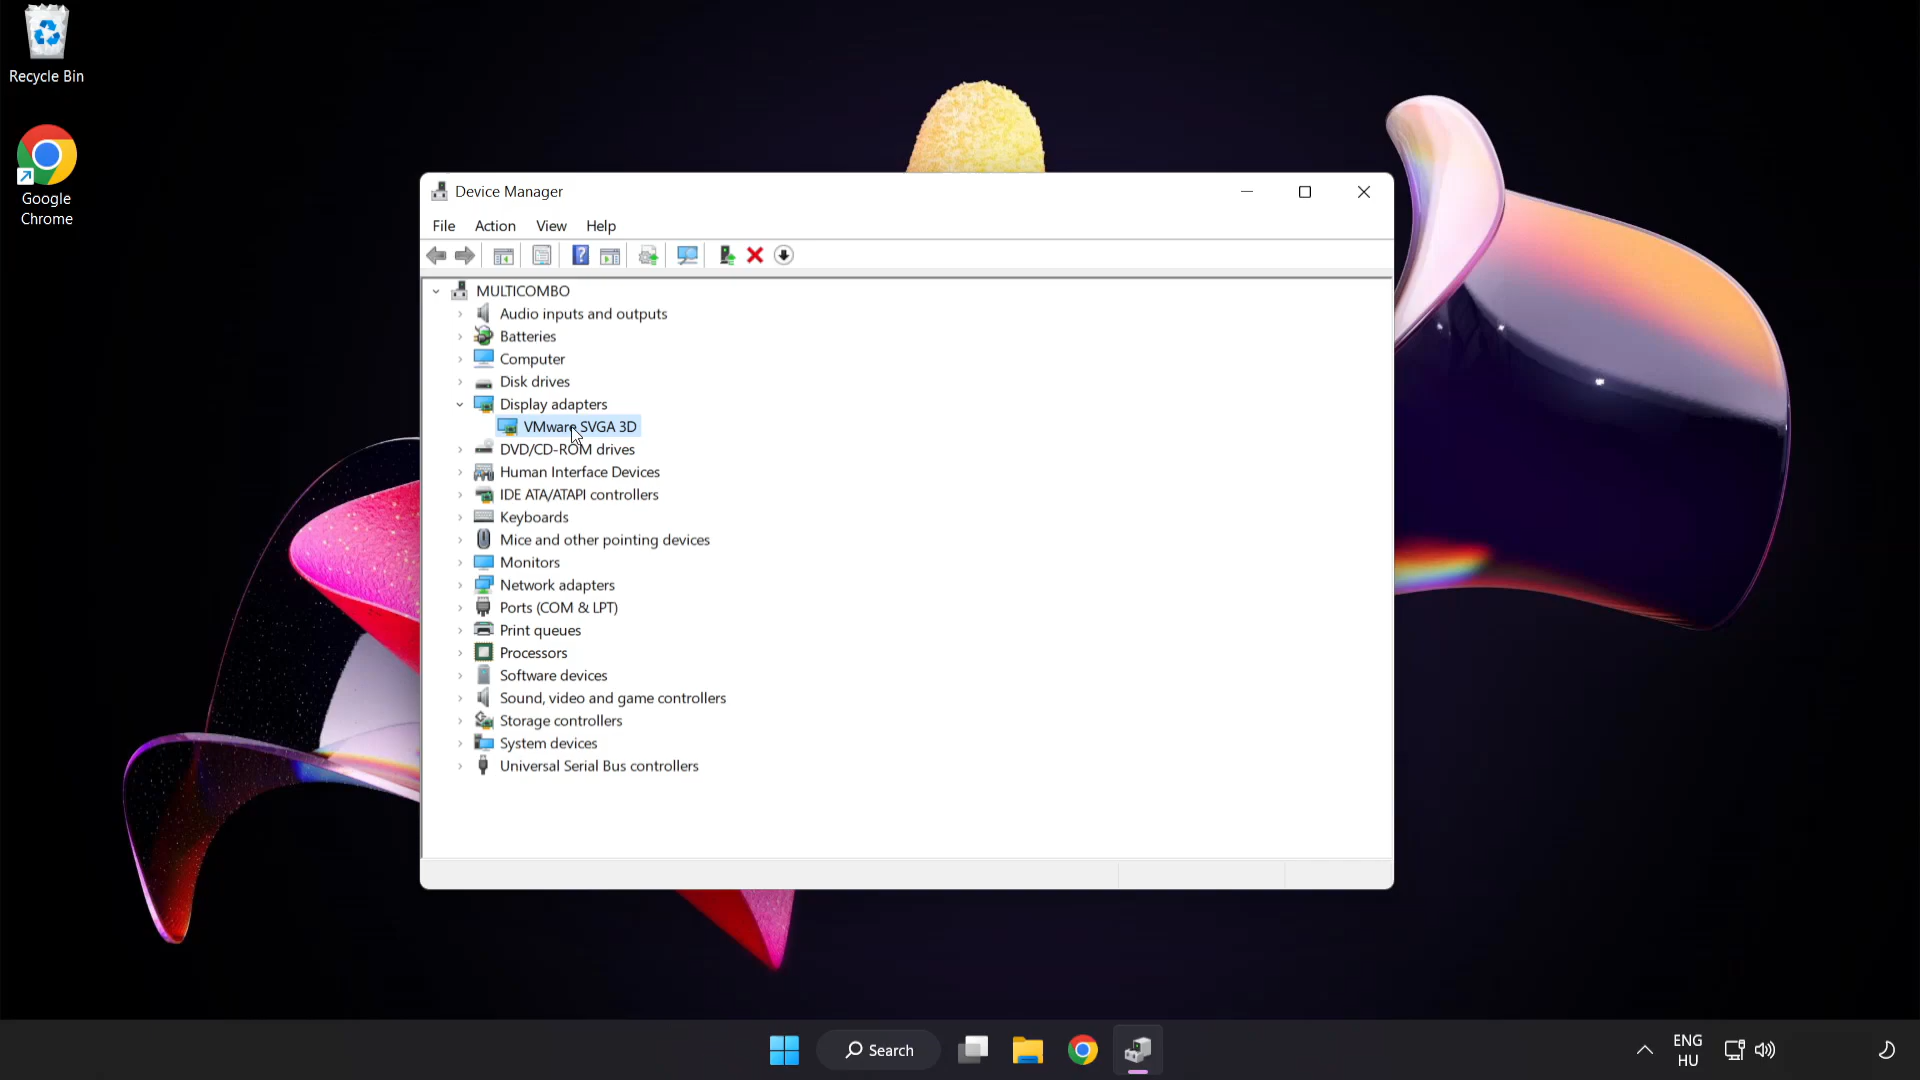 Recycle Bin
Google
Chrome
Device Manager
File Action View Help
MULTICOMBO
Audio inputs and outputs
Batteries
Computer
Disk drives
Display adapters
VMware SVGA 3D
DVD/CD-ROM drives
Human Interface Devices
IDE ATA/ATAPI controllers
Keyboards
Mice and other pointing devices
Monitors
Network adapters
Ports (COM & LPT)
Print queues
Processors
Software devices
Sound, video and game controllers
Storage controllers
System devices
Universal Serial Bus controllers
Search
ENG
HU